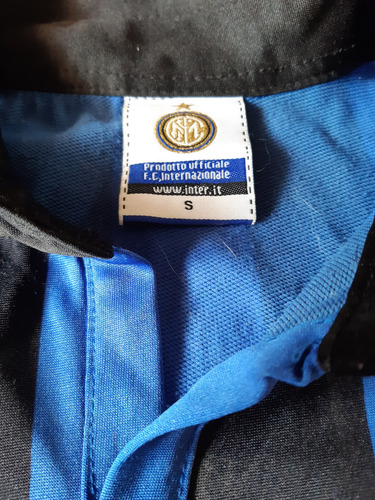 Prodotto ufficiale
F.C.Internazionale
www.inter.it
S